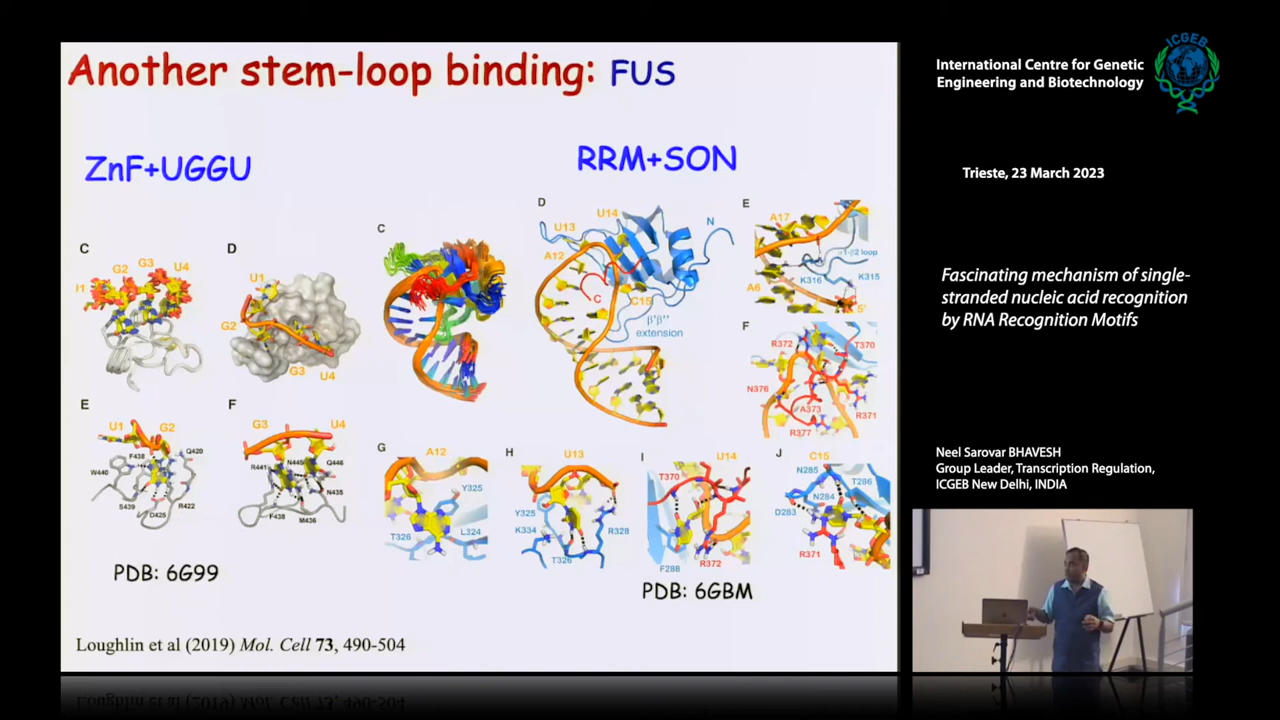 Another stem-loop binding: FUS
ZnF+UGGU
RRM+SON
C
I1
G2
G3
U4
D
U1
G2
G3
U4
E
U1
G2
F438
Q420
W440
S439
D425
R422
F
G3
U4
R441
N445
Q446
N435
F438
M436
PDB: 6G99
C
D
U14
U13
A12
N
C
C15
β'β''
extension
E
A17
α1-β2 loop
K316
K315
A6
5'
F
R372
T370
N376
A373
R371
R377
G
A12
Y325
T326
L324
H
U13
Y325
K334
R328
T326
I
U14
T370
F288
R372
J
C15
N285
T286
N284
D283
R371
PDB: 6GBM
Loughlin et al (2019) Mol. Cell 73, 490-504
International Centre for Genetic
Engineering and Biotechnology
ICGEB
Trieste, 23 March 2023
Fascinating mechanism of single-
stranded nucleic acid recognition
by RNA Recognition Motifs
Neel Sarovar BHAVESH
Group Leader, Transcription Regulation,
ICGEB New Delhi, INDIA